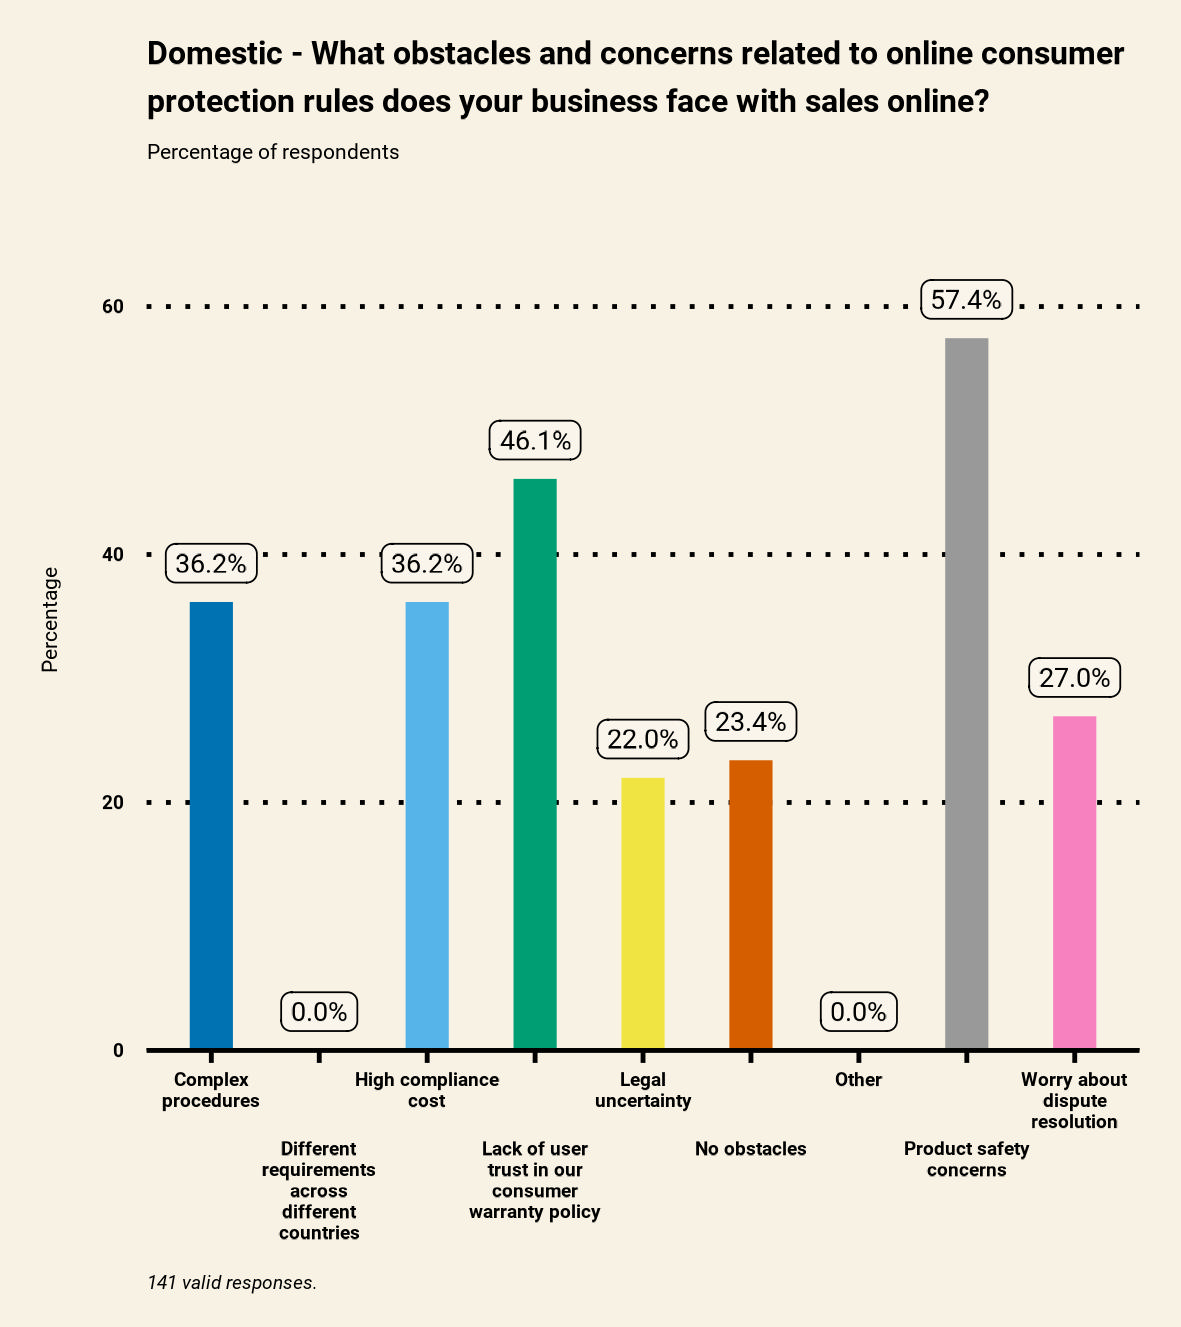 Domestic - What obstacles and concerns related to online consumer
protection rules does your business face with sales online?
Percentage of respondents
Percentage
60
40
20
0
36.2%
0.0%
36.2%
46.1%
22.0%
23.4%
0.0%
57.4%
27.0%
Complex
procedures
Different
requirements
across
different
countries
High compliance
cost
Lack of user
trust in our
consumer
warranty policy
Legal
uncertainty
No obstacles
Other
Product safety
concerns
Worry about
dispute
resolution
141 valid responses.